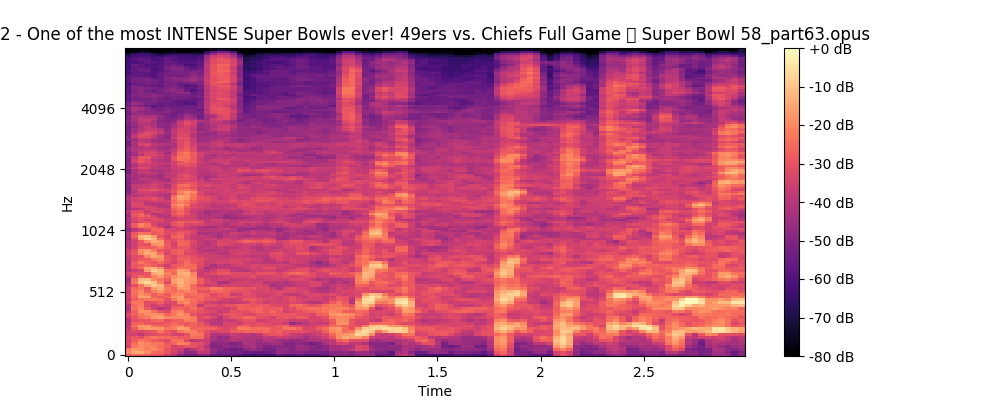 2 - One of the most INTENSE Super Bowls ever! 49ers vs. Chiefs Full Game ▯ Super Bowl 58_part63.opus
+0 dB
4096
-10 dB
-20 dB
2048
-30 dB
Hz
1024
-40 dB
-50 dB
512
-60 dB
-70 dB
0
-80 dB
0 0.5 1 1.5 2 2.5
Time